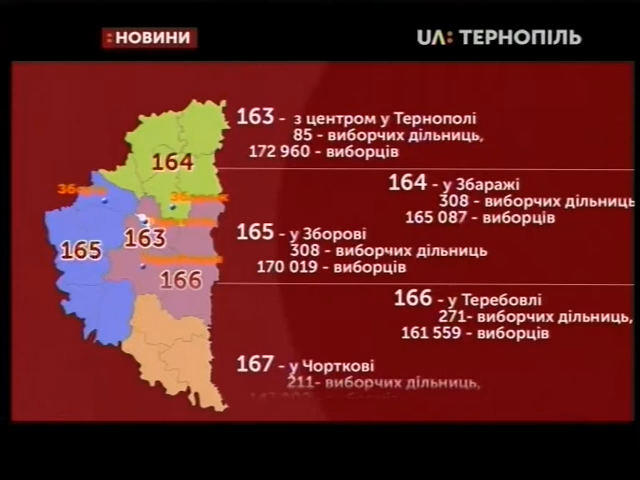 :НОВИНИ
UA: ТЕРНОПІЛЬ
163 - з центром у Тернополі
85 - виборчих дільниць,
172 960 - виборців
164 - у Збаражі
308 - виборчих дільниць
165 087 - виборців
165 - у Зборові
308 - виборчих дільниць
170 019 - виборців
166 - у Теребовлі
271- виборчих дільниць,
161 559 - виборців
167 - у Чорткові
211- виборчих дільниць,
164
163
165
166